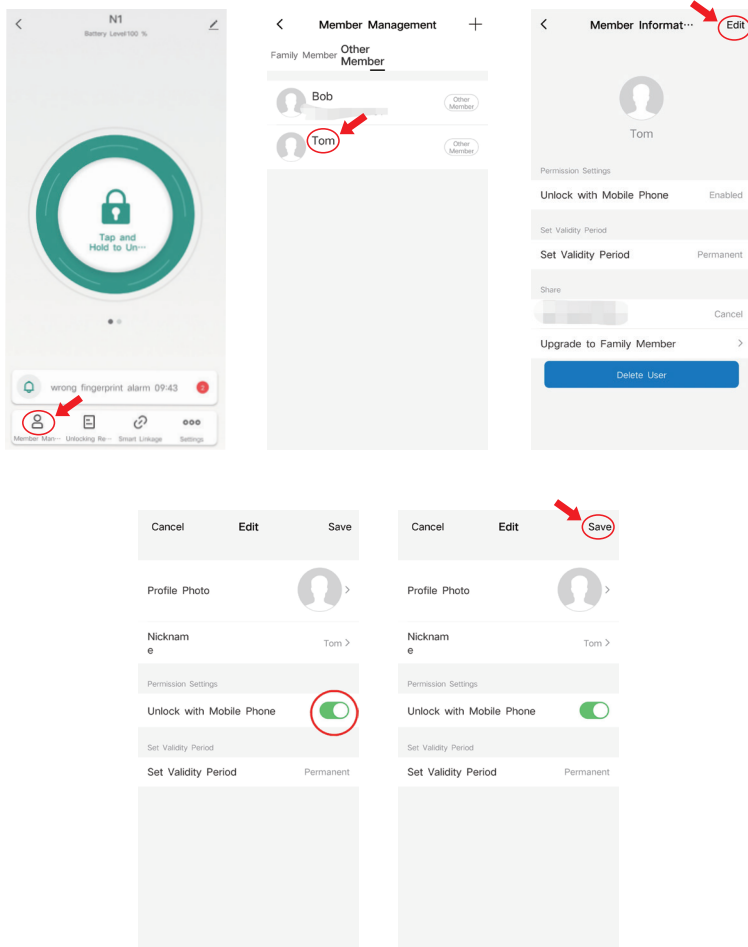 N1
Battery Level100 %
Tap and
Hold to Un···
wrong fingerprint alarm 09:43
Member Man··· Unlocking Re··· Smart Linkage Settings
Member Management
Family Member Other
Member
Bob
Other
Member
Tom
Other
Member
Member Informat··· Edit
Tom
Permission Settings
Unlock with Mobile Phone Enabled
Set Validity Period
Set Validity Period Permanent
Share
Cancel
Upgrade to Family Member
Delete User
Cancel Edit Save
Profile Photo
Nicknam
e
Tom
Permission Settings
Unlock with Mobile Phone
Set Validity Period
Set Validity Period Permanent
Cancel Edit Save
Profile Photo
Nicknam
e
Tom
Permission Settings
Unlock with Mobile Phone
Set Validity Period
Set Validity Period Permanent